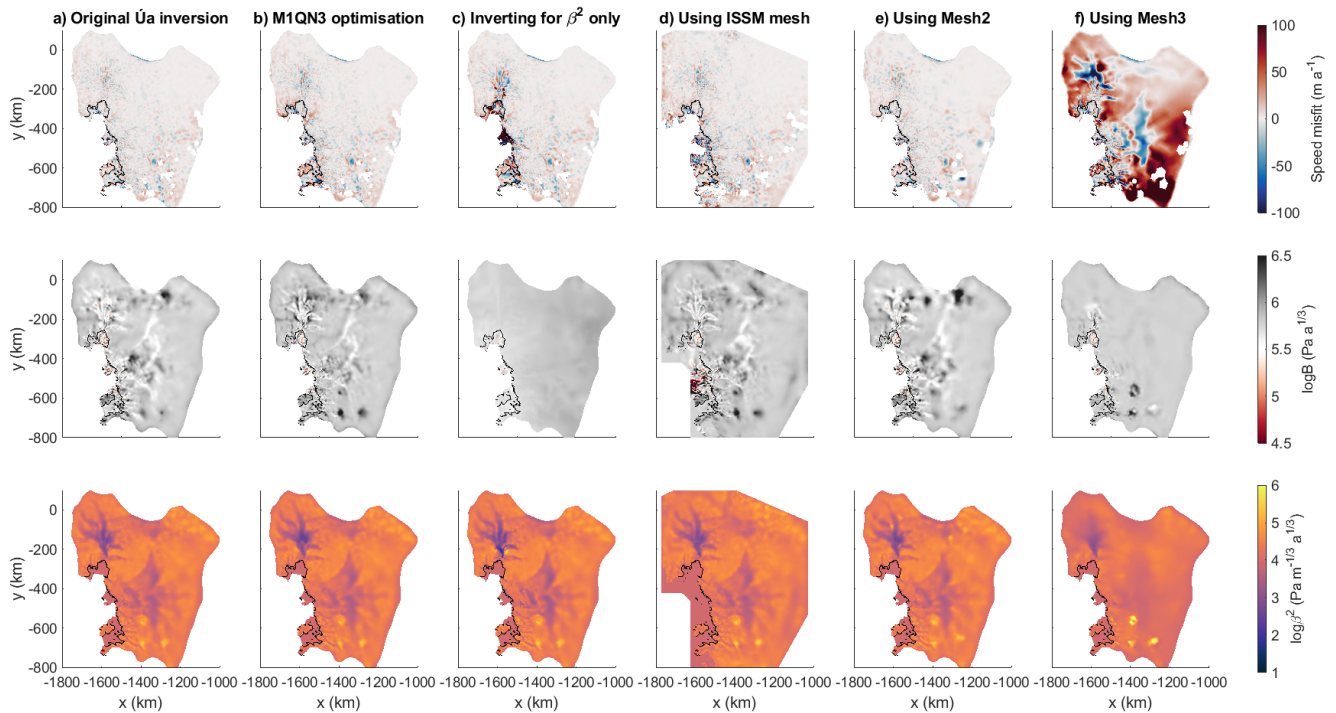 a) Original Úa inversion
b) M1QN3 optimisation
c) Inverting for β² only
d) Using ISSM mesh
e) Using Mesh2
f) Using Mesh3
y (km)
0
-200
-400
-600
-800
100
50
0
-50
-100
Speed misfit (m a⁻¹)
y (km)
0
-200
-400
-600
-800
6.5
6
5.5
5
4.5
logB (Pa a^1/3)
y (km)
0
-200
-400
-600
-800
6
5
4
3
2
1
logβ² (Pa m^-1/3 a^1/3)
-1800 -1600 -1400 -1200 -1000
-1800 -1600 -1400 -1200 -1000
-1800 -1600 -1400 -1200 -1000
-1800 -1600 -1400 -1200 -1000
-1800 -1600 -1400 -1200 -1000
-1800 -1600 -1400 -1200 -1000
x (km)
x (km)
x (km)
x (km)
x (km)
x (km)